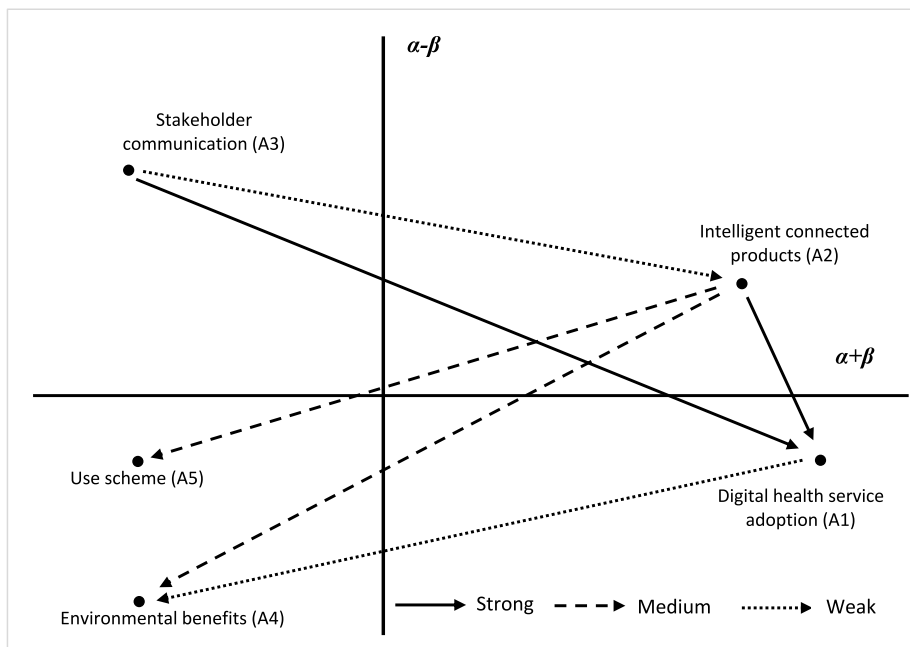 α-β
Stakeholder
communication (A3)
Intelligent connected
products (A2)
α+β
Use scheme (A5)
Digital health service
adoption (A1)
Environmental benefits (A4)
Strong
Medium
Weak